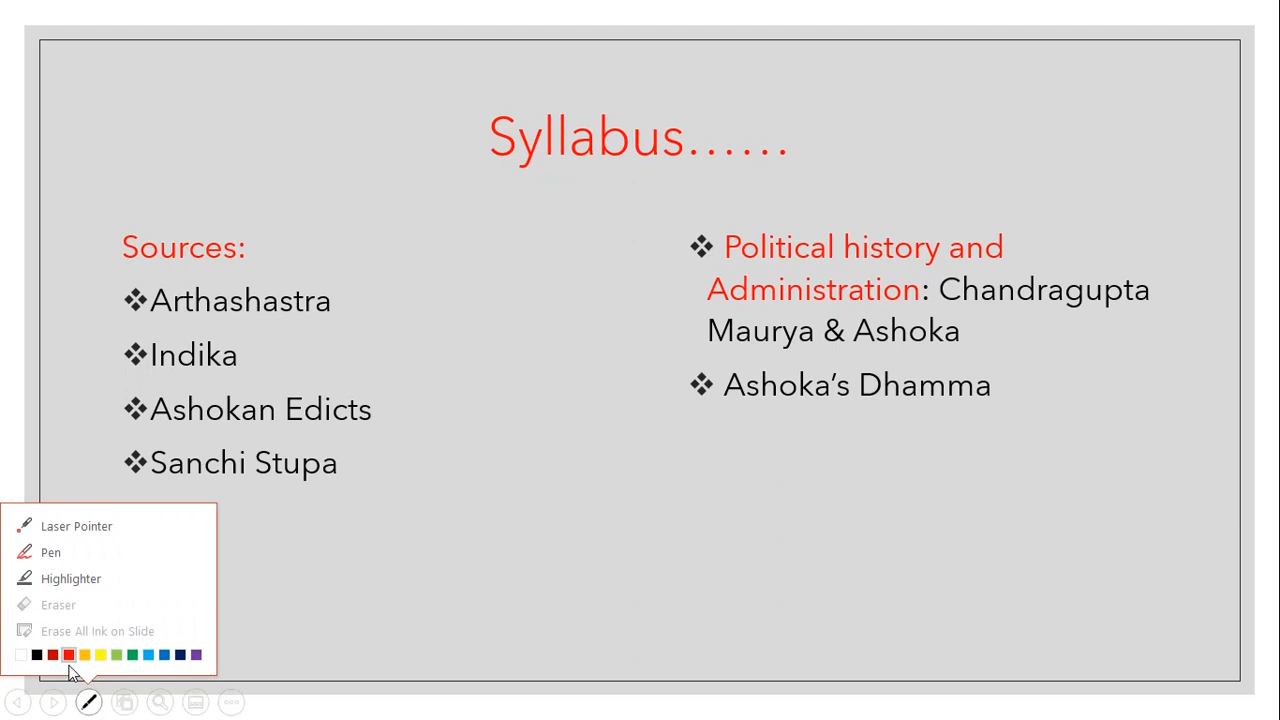 Syllabus......
Sources:
❖Arthashastra
❖Indika
❖Ashokan Edicts
❖Sanchi Stupa
❖ Political history and
Administration: Chandragupta
Maurya & Ashoka
❖ Ashoka's Dhamma
Laser Pointer
Pen
Highlighter
Eraser
Erase All Ink on Slide